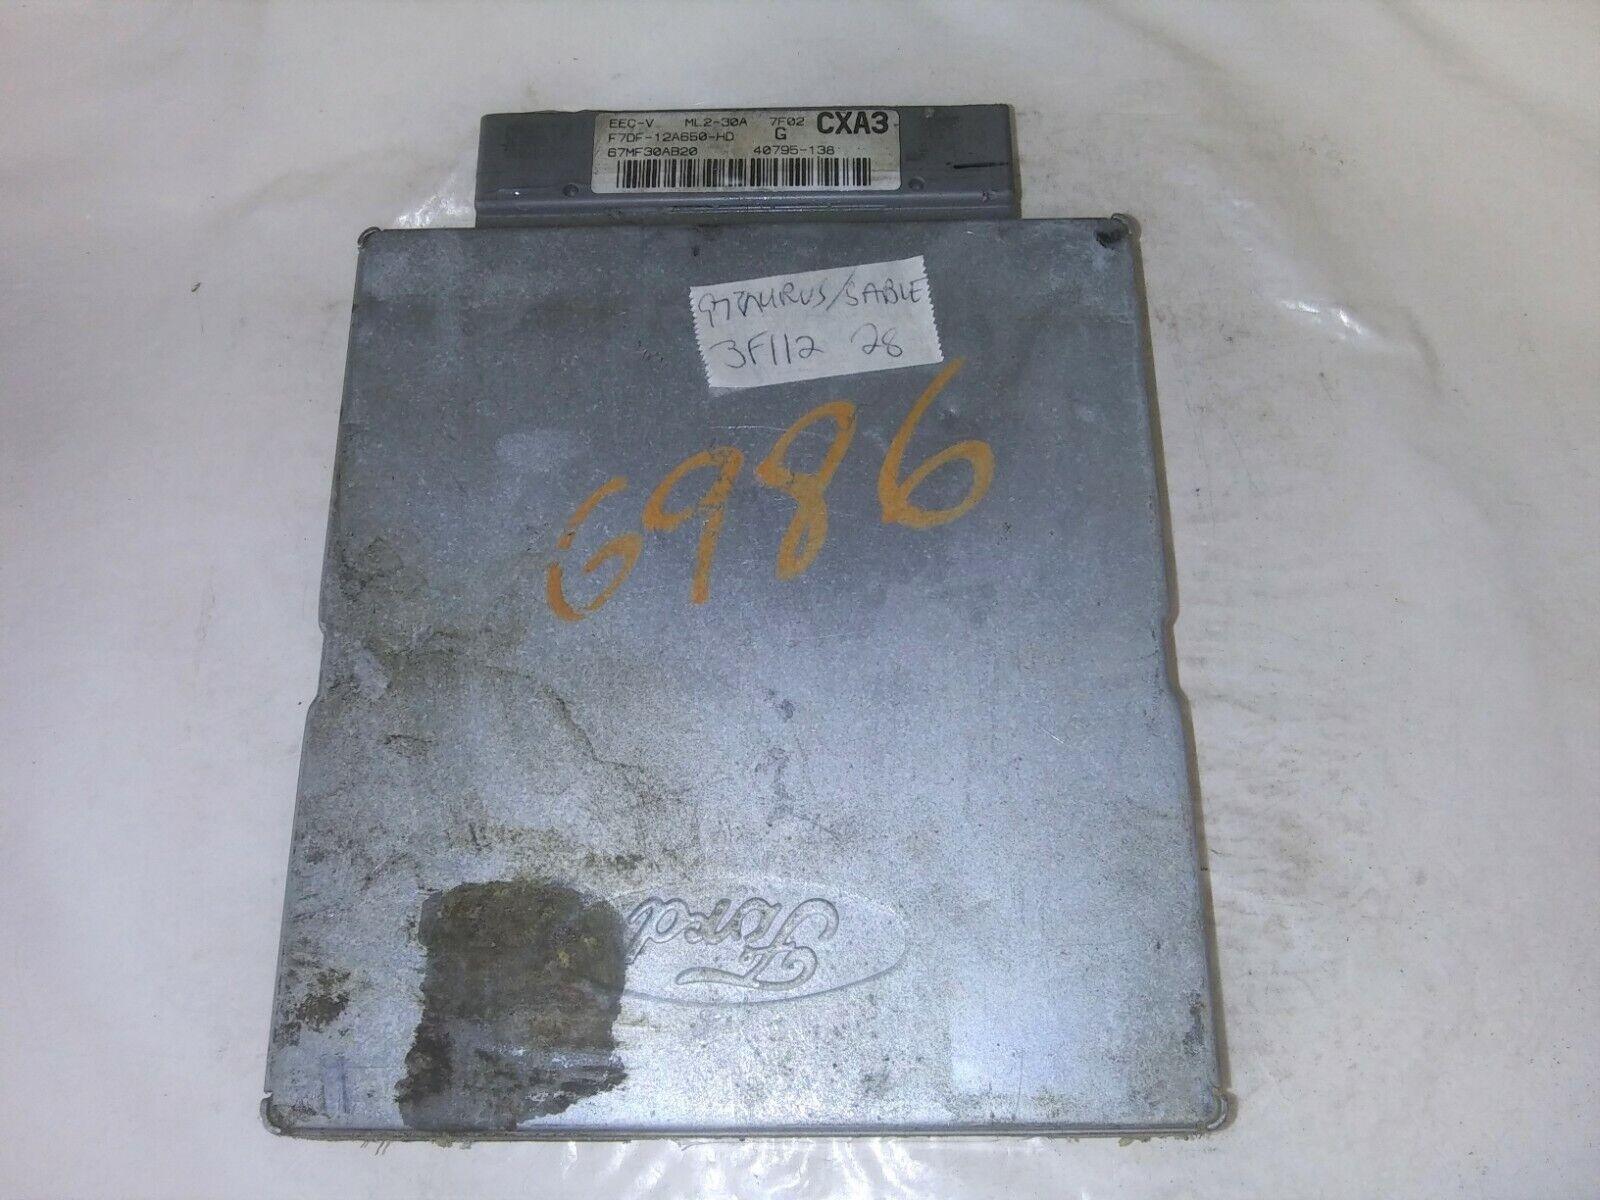 EEC-V ML2-30A 7F02 CXA3
F7DF-12A650-HD G
67MF30AB20 40795-138
97 TAURUS/SABLE
3F112 28
6986
Ford